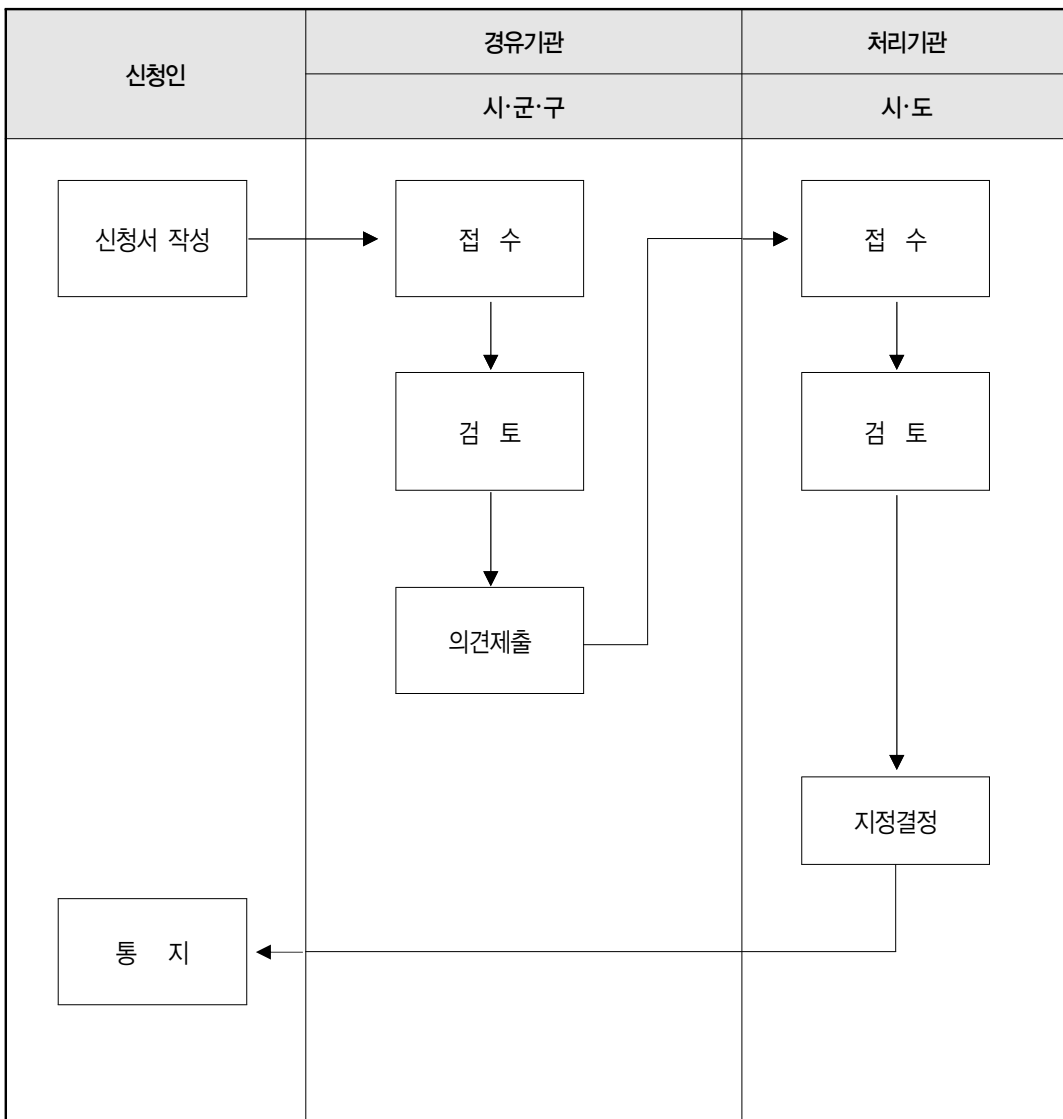 신청인
경유기관
처리기관
시·군·구
시·도
신청서 작성
접 수
접 수
검 토
검 토
의견제출
지정결정
통 지